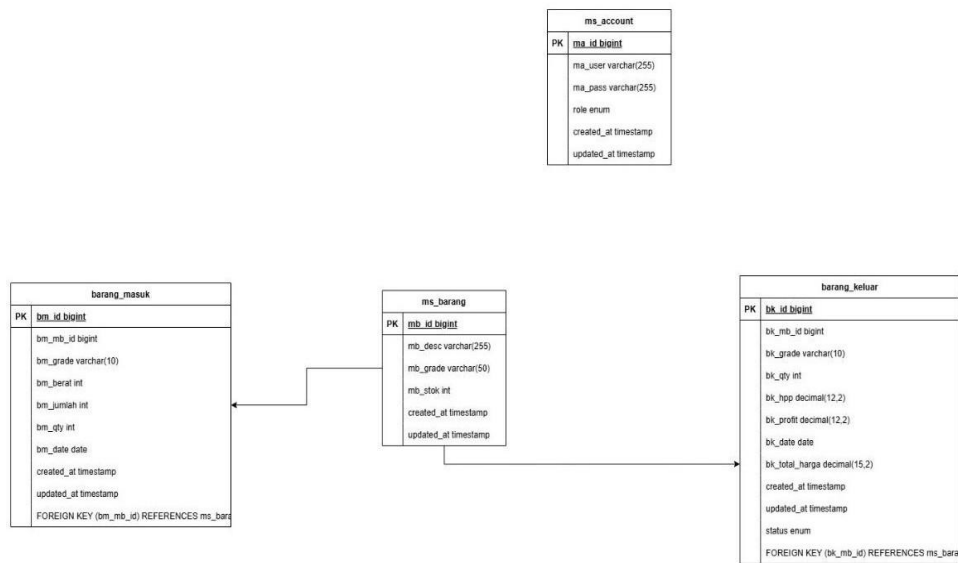 ms_account
PK ma_id bigint
ma_user varchar(255)
ma_pass varchar(255)
role enum
created_at timestamp
updated_at timestamp
barang_masuk
PK bm_id bigint
bm_mb_id bigint
bm_grade varchar(10)
bm_berat int
bm_jumlah int
bm_qty int
bm_date date
created_at timestamp
updated_at timestamp
FOREIGN KEY (bm_mb_id) REFERENCES ms_bara
ms_barang
PK mb_id bigint
mb_desc varchar(255)
mb_grade varchar(50)
mb_stok int
created_at timestamp
updated_at timestamp
barang_keluar
PK bk_id bigint
bk_mb_id bigint
bk_grade varchar(10)
bk_qty int
bk_hpp decimal(12,2)
bk_profit decimal(12,2)
bk_date date
bk_total_harga decimal(15,2)
created_at timestamp
updated_at timestamp
status enum
FOREIGN KEY (bk_mb_id) REFERENCES ms_bara